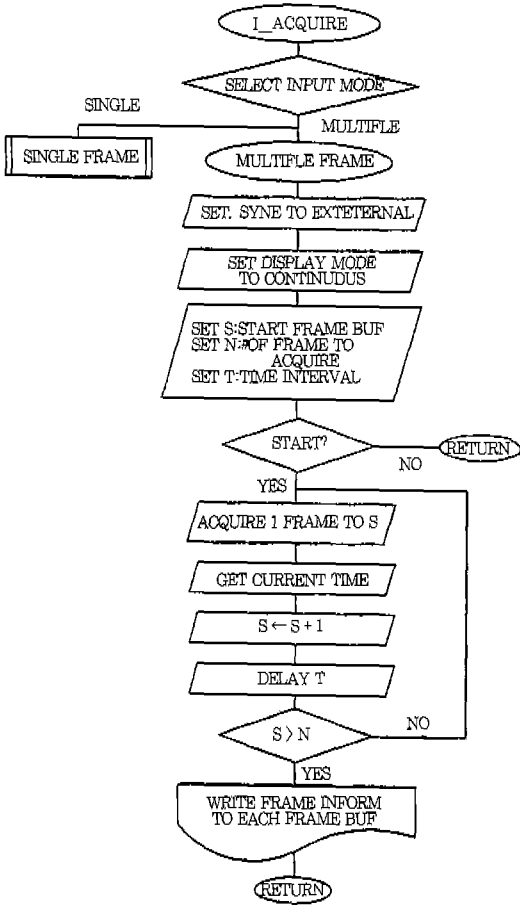 I_ACQUIRE
SELECT INPUT MODE
SINGLE
MULTIFLE
SINGLE FRAME
MULTIFLE FRAME
SET. SYNE TO EXTETERNAL
SET DISPLAY MODE
TO CONTINUDUS
SET S:START FRAME BUF
SET N:#OF FRAME TO
ACQUIRE
SET T:TIME INTERVAL
START?
RETURN
NO
YES
ACQUIRE 1 FRAME TO S
GET CURRENT TIME
S ← S + 1
DELAY T
S > N
NO
YES
WRITE FRAME INFORM
TO EACH FRAME BUF
RETURN